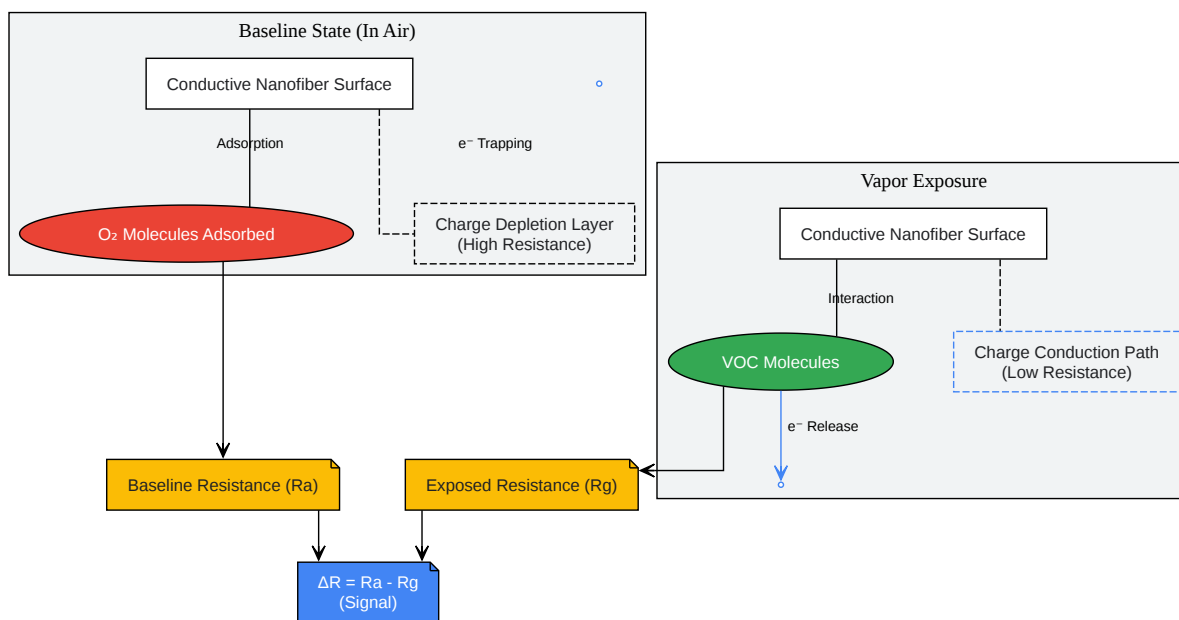 Baseline State (In Air)
Conductive Nanofiber Surface
Adsorption
e⁻ Trapping
O₂ Molecules Adsorbed
Charge Depletion Layer
(High Resistance)
Vapor Exposure
Conductive Nanofiber Surface
Interaction
VOC Molecules
Charge Conduction Path
(Low Resistance)
e⁻ Release
Baseline Resistance (Ra)
Exposed Resistance (Rg)
ΔR = Ra - Rg
(Signal)